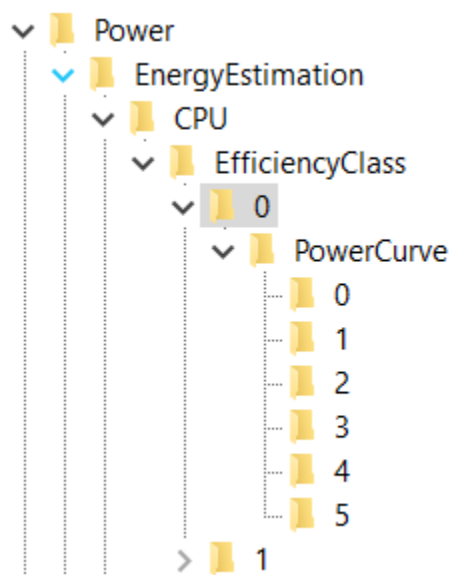 Power
EnergyEstimation
CPU
EfficiencyClass
0
PowerCurve
0
1
2
3
4
5
1